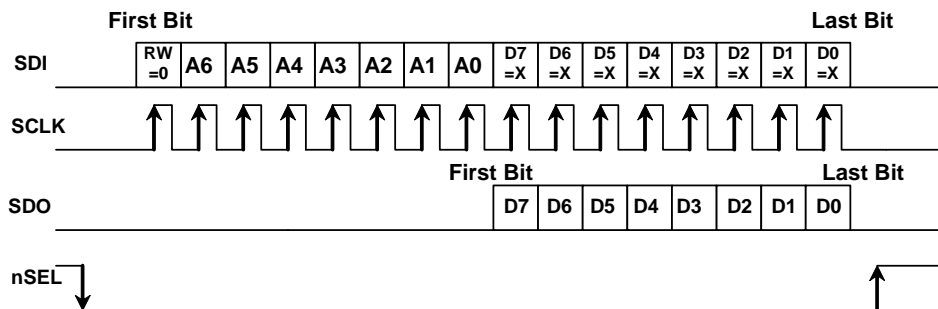 First Bit Last Bit
SDI RW =0 A6 A5 A4 A3 A2 A1 A0 D7 =X D6 =X D5 =X D4 =X D3 =X D2 =X D1 =X D0 =X
SCLK
First Bit Last Bit
SDO D7 D6 D5 D4 D3 D2 D1 D0
nSEL